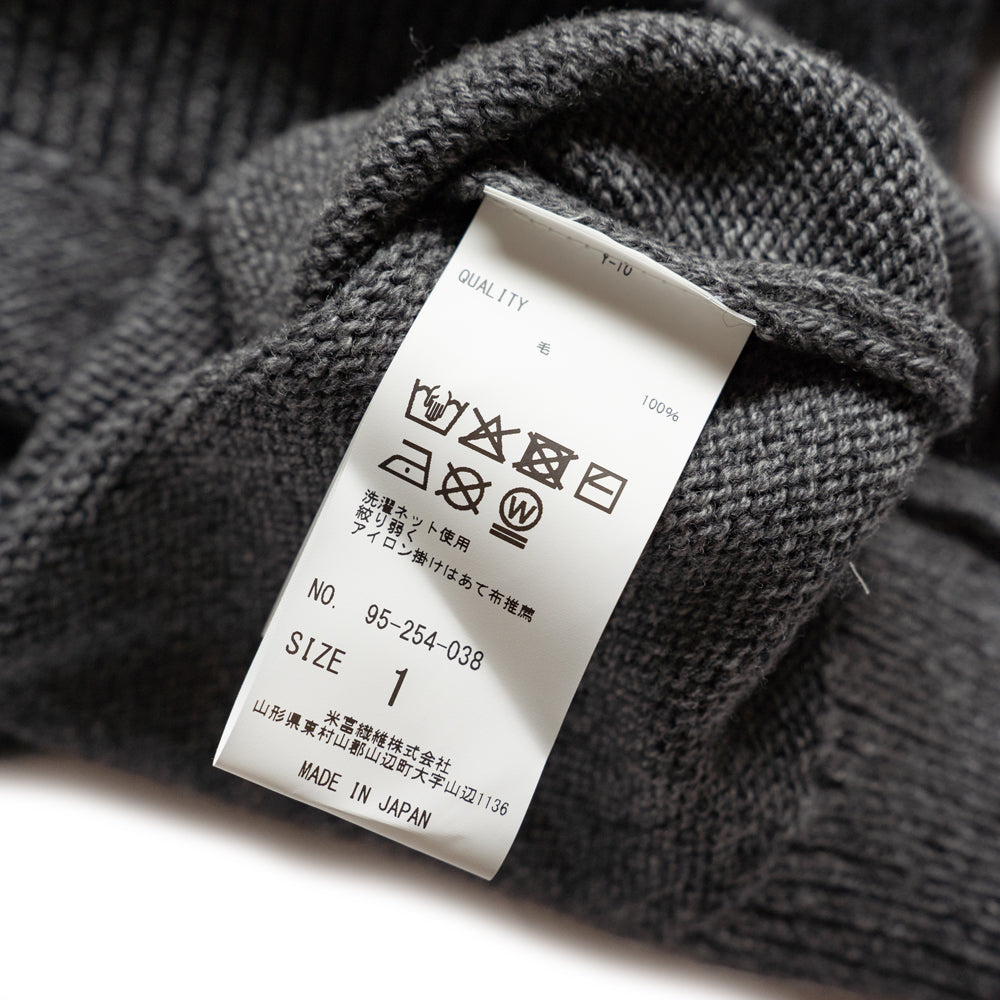 Y-10
QUALITY
毛
100%
W
洗濯ネット使用
絞り弱く
アイロン掛けはあて布推薦
NO. 95-254-038
SIZE 1
米富繊維株式会社
山形県東村山郡山辺町大字山辺1136
MADE IN JAPAN